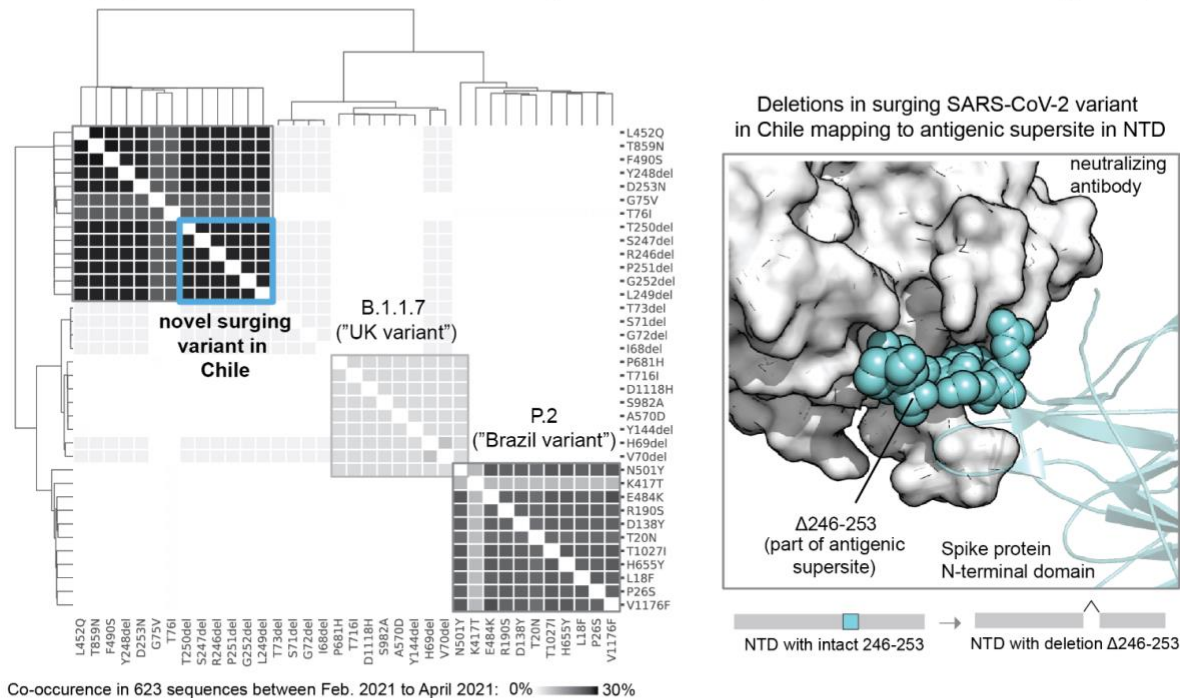 L452Q
T859N
F490S
Y248del
D253N
G75V
T76I
T250del
S247del
R246del
P251del
G252del
L249del
T73del
S71del
G72del
I68del
P681H
T716I
D1118H
S982A
A570D
Y144del
H69del
V70del
N501Y
K417T
E484K
R190S
D138Y
T20N
T1027I
H655Y
L18F
P26S
V1176F
novel surging
variant in
Chile
B.1.1.7
("UK variant")
P.2
("Brazil variant")
L452Q
T859N
F490S
Y248del
D253N
G75V
T76I
T250del
S247del
R246del
P251del
G252del
L249del
T73del
S71del
G72del
I68del
P681H
T716I
D1118H
S982A
A570D
Y144del
H69del
V70del
N501Y
K417T
E484K
R190S
D138Y
T20N
T1027I
H655Y
L18F
P26S
V1176F
Co-occurence in 623 sequences between Feb. 2021 to April 2021: 0% 30%
Deletions in surging SARS-CoV-2 variant
in Chile mapping to antigenic supersite in NTD
neutralizing
antibody
Δ246-253
(part of antigenic
supersite)
Spike protein
N-terminal domain
NTD with intact 246-253
NTD with deletion Δ246-253